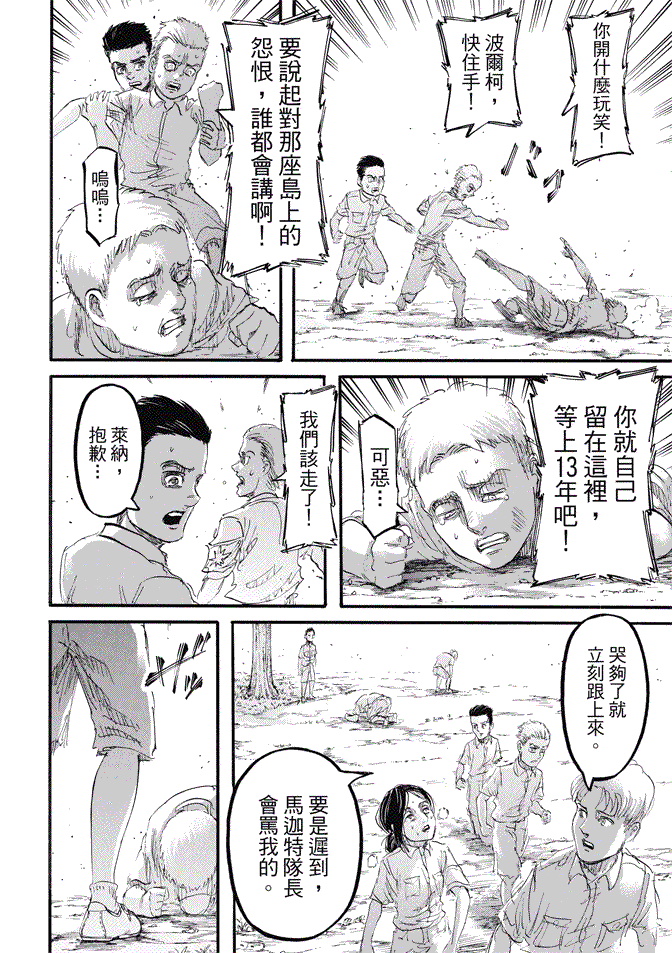 你開什麼玩笑！
波爾柯，
快住手！
要說起對那座島上的
怨恨，誰都會講啊！
嗚嗚…
你就自己
留在這裡，
等上13年吧！
可惡…
我們該走了！
萊納，
抱歉…
哭夠了就
立刻跟上來。
要是遲到，
馬迦特隊長
會罵我的。